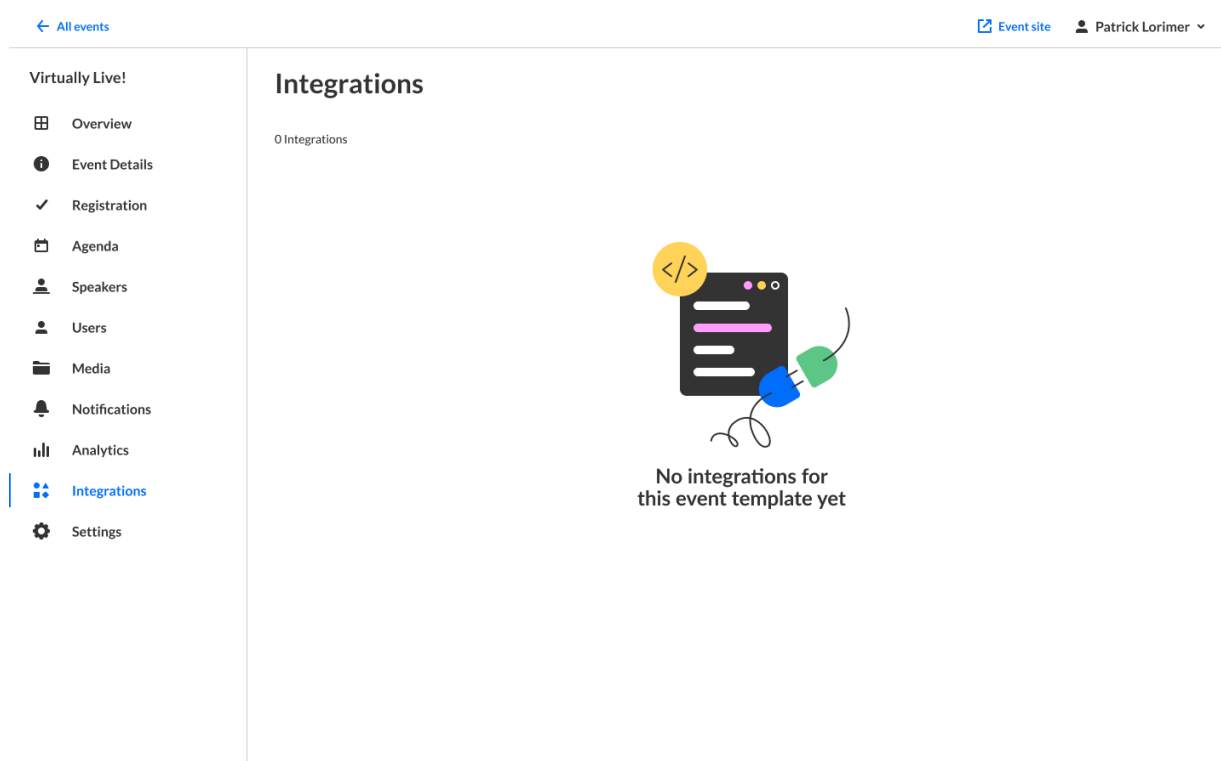 All events
Event site
Patrick Lorimer
Virtually Live!
Overview
Event Details
Registration
Agenda
Speakers
Users
Media
Notifications
Analytics
Integrations
Settings
Integrations
0 Integrations
</>
No integrations for
this event template yet